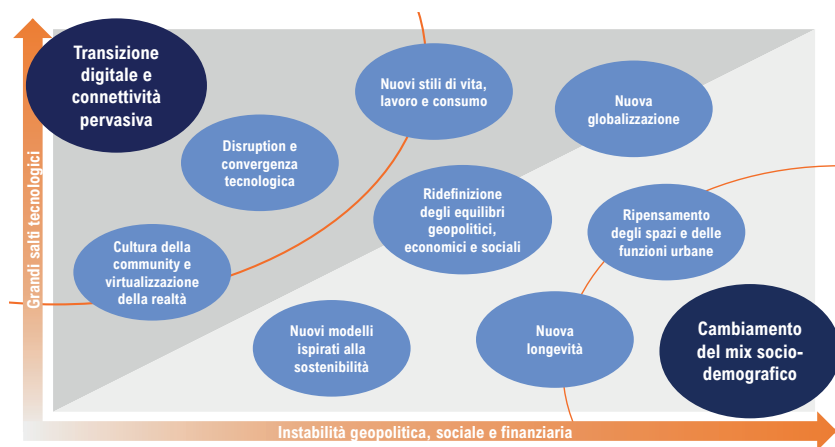 Transizione
digitale e
connettività
pervasiva
Nuovi stili di vita,
lavoro e consumo
Nuova
globalizzazione
Disruption e
convergenza
tecnologica
Ridefinizione
degli equilibri
geopolitici,
economici e sociali
Ripensamento
degli spazi e delle
funzioni urbane
Cultura della
community e
virtualizzazione
della realtà
Nuovi modelli
ispirati alla
sostenibilità
Nuova
longevità
Cambiamento
del mix socio-
demografico
Grandi salti tecnologici
Instabilità geopolitica, sociale e finanziaria